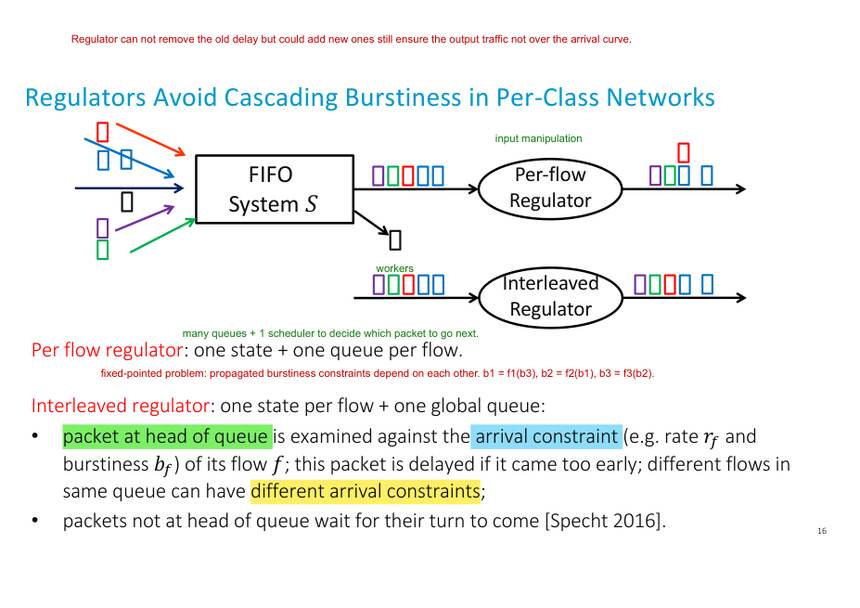 Regulator can not remove the old delay but could add new ones still ensure the output traffic not over the arrival curve.
Regulators Avoid Cascading Burstiness in Per-Class Networks
input manipulation
FIFO
System S
Per-flow
Regulator
workers
Interleaved
Regulator
many queues + 1 scheduler to decide which packet to go next.
Per flow regulator: one state + one queue per flow.
fixed-pointed problem: propagated burstiness constraints depend on each other. b1 = f1(b3), b2 = f2(b1), b3 = f3(b2).
Interleaved regulator: one state per flow + one global queue:
• packet at head of queue is examined against the arrival constraint (e.g. rate r_f and
burstiness b_f) of its flow f; this packet is delayed if it came too early; different flows in
same queue can have different arrival constraints;
• packets not at head of queue wait for their turn to come [Specht 2016].
16